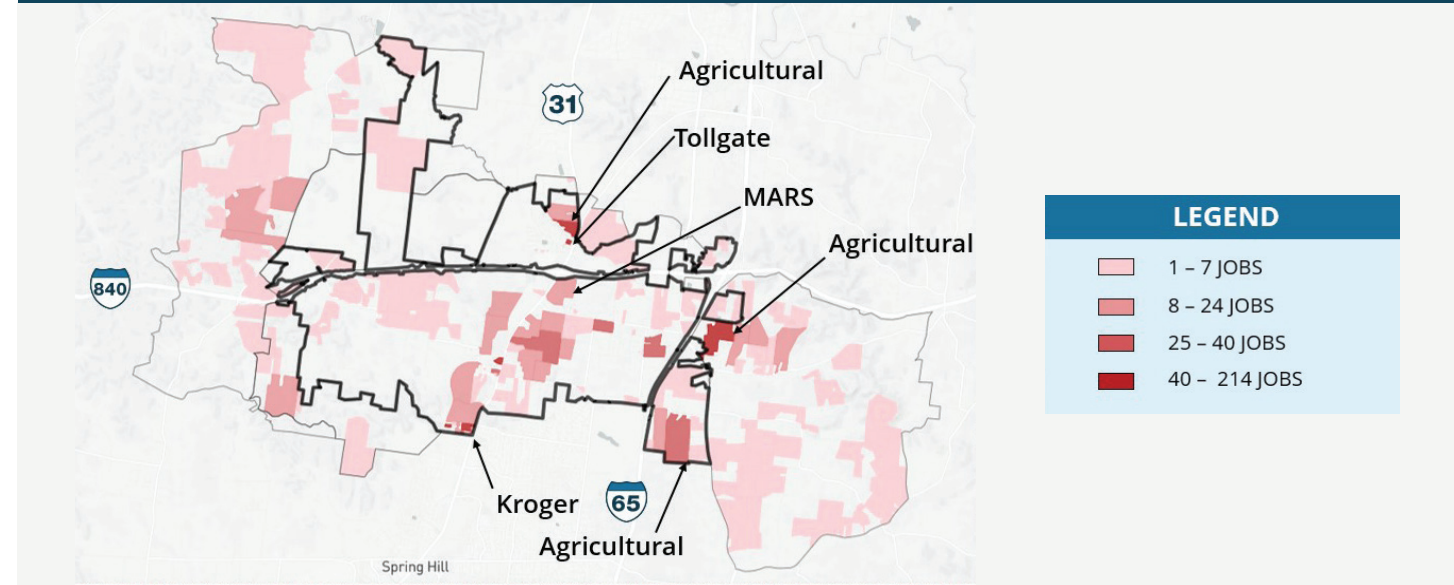 Agricultural
31
Tollgate
MARS
Agricultural
840
Kroger
65
Agricultural
Spring Hill
LEGEND
1 – 7 JOBS
8 – 24 JOBS
25 – 40 JOBS
40 – 214 JOBS